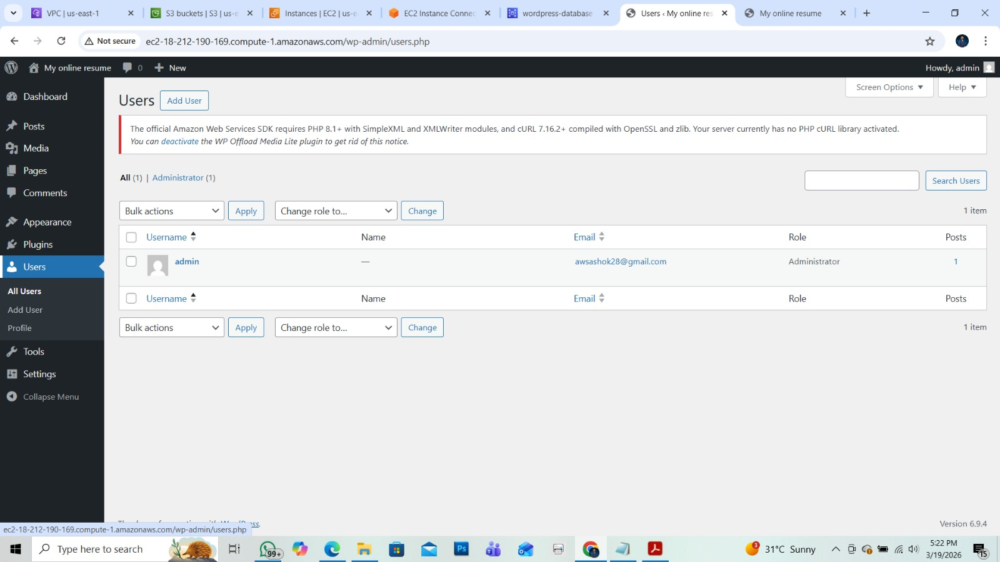 VPC | us-east-1
S3 buckets | S3 | us-e
Instances | EC2 | us-e
EC2 Instance Connec
wordpress-database
Users ‹ My online res
My online resume
Not secure
ec2-18-212-190-169.compute-1.amazonaws.com/wp-admin/users.php
My online resume
0
New
Howdy, admin
Screen Options
Help
Dashboard
Posts
Media
Pages
Comments
Appearance
Plugins
Users
All Users
Add User
Profile
Tools
Settings
Collapse Menu
Users
Add User
The official Amazon Web Services SDK requires PHP 8.1+ with SimpleXML and XMLWriter modules, and cURL 7.16.2+ compiled with OpenSSL and zlib. Your server currently has no PHP cURL library activated.
You can deactivate the WP Offload Media Lite plugin to get rid of this notice.
All (1) | Administrator (1)
Search Users
Bulk actions
Apply
Change role to...
Change
1 item
Username Name Email Role Posts
admin — awsashok28@gmail.com Administrator 1
Username Name Email Role Posts
Bulk actions
Apply
Change role to...
Change
1 item
Version 6.9.4
ec2-18-212-190-169.compute-1.amazonaws.com/wp-admin/users.php
Type here to search
99+
Ps
3
31°C Sunny
5:22 PM
3/19/2026
15